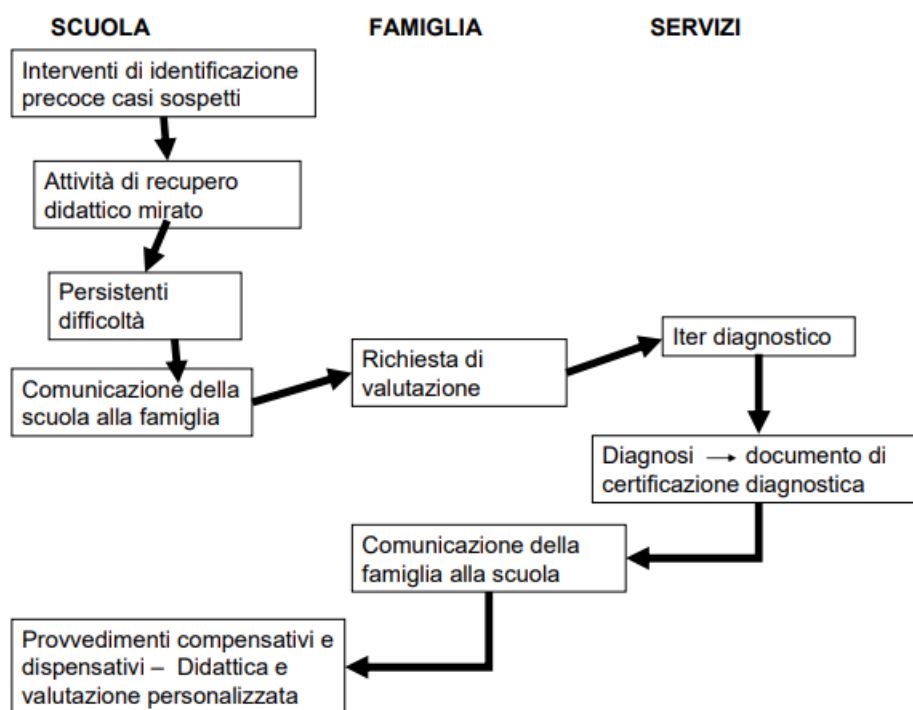 SCUOLA FAMIGLIA SERVIZI
Interventi di identificazione
precoce casi sospetti
Attività di recupero
didattico mirato
Persistenti
difficoltà
Comunicazione della
scuola alla famiglia
Richiesta di
valutazione
Iter diagnostico
Diagnosi → documento di
certificazione diagnostica
Comunicazione della
famiglia alla scuola
Provvedimenti compensativi e
dispensativi – Didattica e
valutazione personalizzata